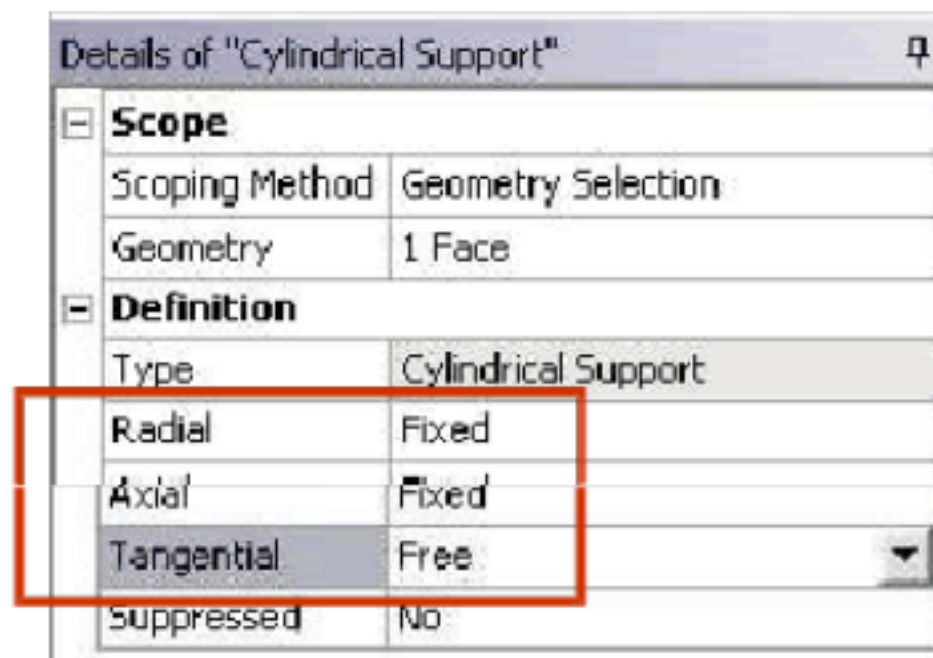 Details of "Cylindrical Support"
Scope
Scoping Method Geometry Selection
Geometry 1 Face
Definition
Type Cylindrical Support
Radial Fixed
Axial Fixed
Tangential Free
Suppressed No